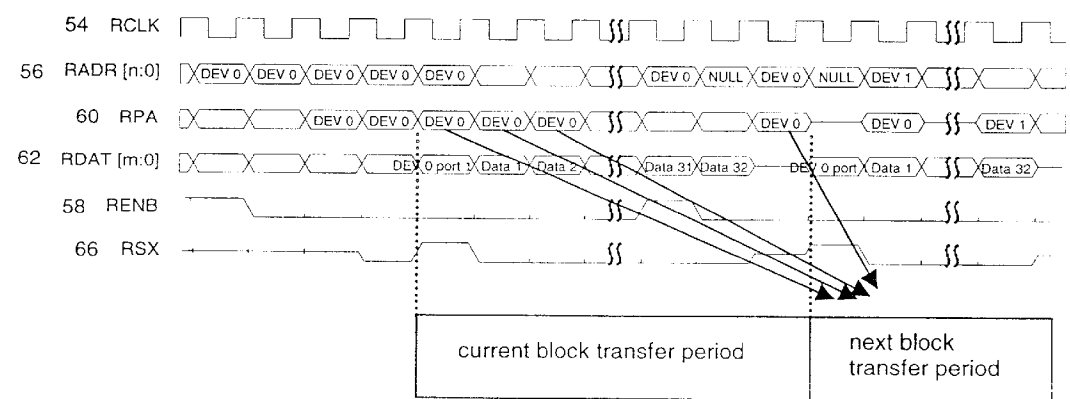 54 RCLK
56 RADR [n:0] DEV 0 DEV 0 DEV 0 DEV 0 DEV 0 DEV 0 NULL DEV 0 NULL DEV 1
60 RPA DEV 0 DEV 0 DEV 0 DEV 0 DEV 0 DEV 0 DEV 0 DEV 1
62 RDAT [m:0] DEV 0 port 1 Data 1 Data 2 Data 31 Data 32 DEV 0 port Data 1 Data 32
58 RENB
66 RSX
current block transfer period
next block
transfer period